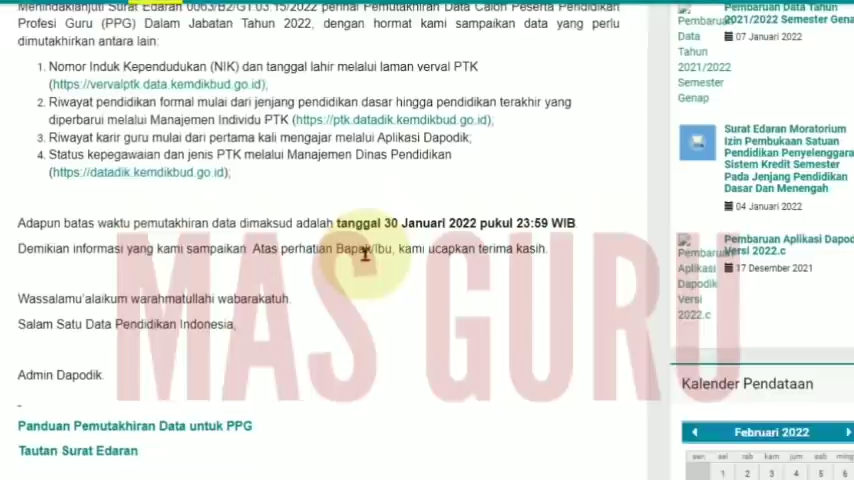 Menindaklanjuti Surat Edaran 0063/B2/GT.03.15/2022 perihal Pemutakhiran Data Calon Peserta Pendidikan
Profesi Guru (PPG) Dalam Jabatan Tahun 2022, dengan hormat kami sampaikan data yang perlu
dimutakhirkan antara lain:
1. Nomor Induk Kependudukan (NIK) dan tanggal lahir melalui laman verval PTK
(https://vervalptk.data.kemdikbud.go.id);
2. Riwayat pendidikan formal mulai dari jenjang pendidikan dasar hingga pendidikan terakhir yang
diperbarui melalui Manajemen Individu PTK (https://ptk.datadik.kemdikbud.go.id);
3. Riwayat karir guru mulai dari pertama kali mengajar melalui Aplikasi Dapodik;
4. Status kepegawaian dan jenis PTK melalui Manajemen Dinas Pendidikan
(https://datadik.kemdikbud.go.id);
Adapun batas waktu pemutakhiran data dimaksud adalah tanggal 30 Januari 2022 pukul 23:59 WIB
Demikian informasi yang kami sampaikan. Atas perhatian Bapak/Ibu, kami ucapkan terima kasih.
Wassalamu'alaikum warahmatullahi wabarakatuh.
Salam Satu Data Pendidikan Indonesia,
Admin Dapodik
-
Panduan Pemutakhiran Data untuk PPG
Tautan Surat Edaran
MAS GURU
Pembaruan
Data
Tahun
2021/2022
Semester
Genap
Pembaruan Data Tahun
2021/2022 Semester Genap
07 Januari 2022
Surat Edaran Moratorium
Izin Pembukaan Satuan
Pendidikan Penyelenggara
Sistem Kredit Semester
Pada Jenjang Pendidikan
Dasar Dan Menengah
04 Januari 2022
Pembaruan
Aplikasi
Dapodik
Versi
2022.c
Pembaruan Aplikasi Dapod
Versi 2022.c
17 Desember 2021
Kalender Pendataan
Februari 2022
sen sel rab kam jum sab ming
1 2 3 4 5 6